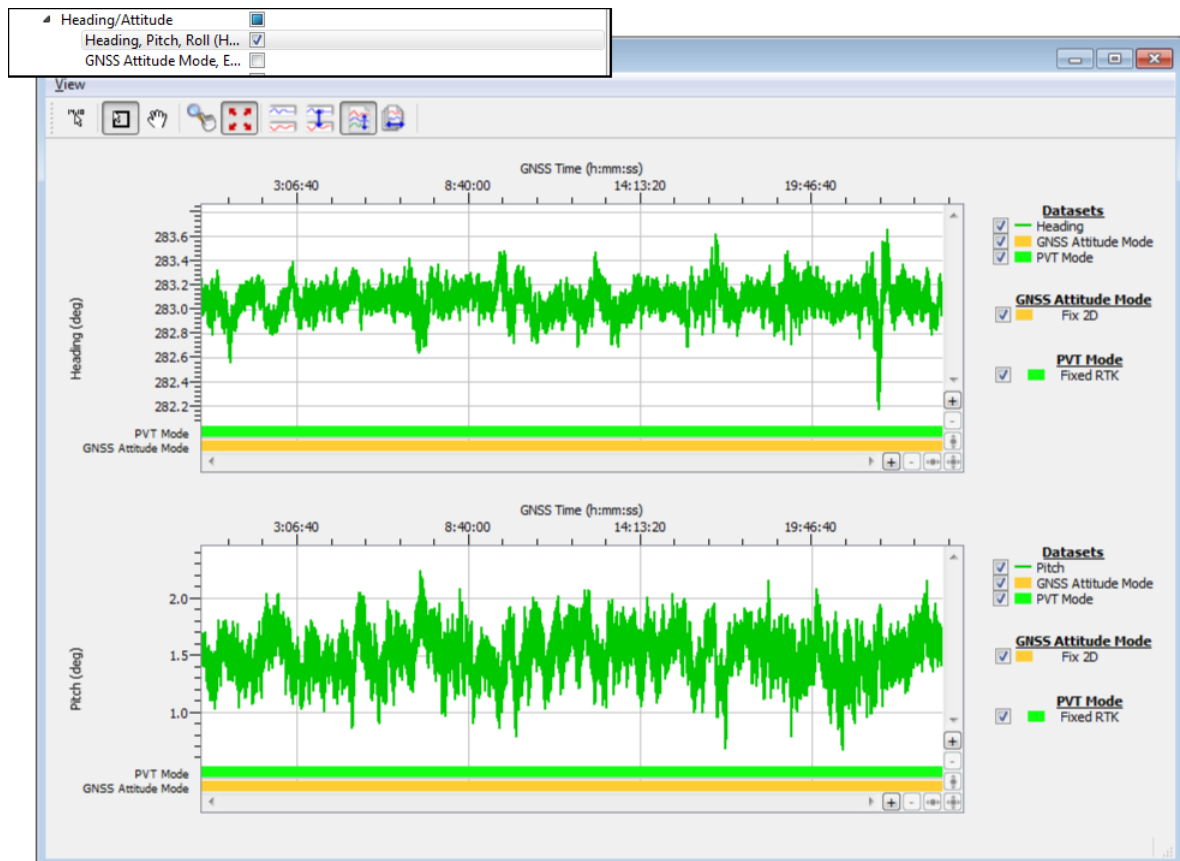 Heading/Attitude
Heading, Pitch, Roll (H...
GNSS Attitude Mode, E...
View
GNSS Time (h:mm:ss)
3:06:40 8:40:00 14:13:20 19:46:40
Heading (deg)
283.6
283.4
283.2
283.0
282.8
282.6
282.4
282.2
PVT Mode
GNSS Attitude Mode
Datasets
Heading
GNSS Attitude Mode
PVT Mode
GNSS Attitude Mode
Fix 2D
PVT Mode
Fixed RTK
GNSS Time (h:mm:ss)
3:06:40 8:40:00 14:13:20 19:46:40
Pitch (deg)
2.0
1.5
1.0
PVT Mode
GNSS Attitude Mode
Datasets
Pitch
GNSS Attitude Mode
PVT Mode
GNSS Attitude Mode
Fix 2D
PVT Mode
Fixed RTK